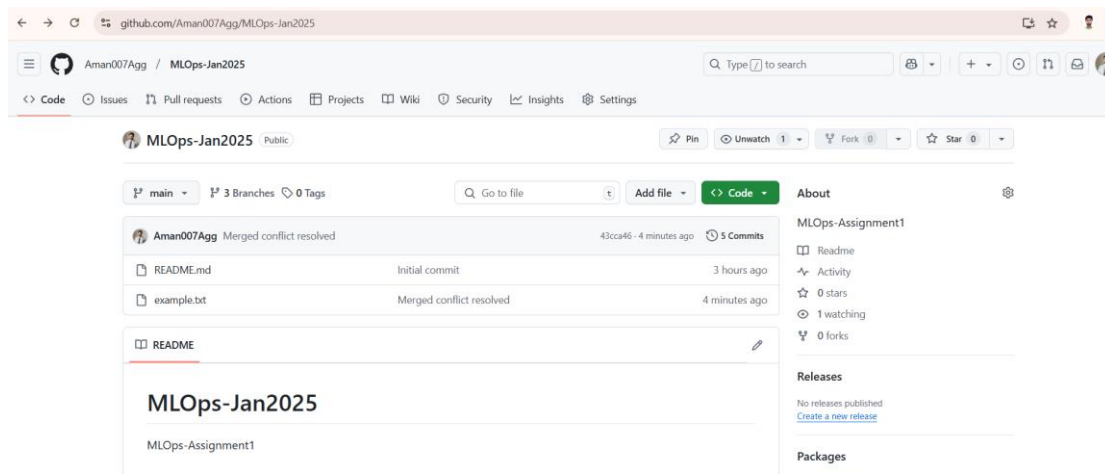 github.com/Aman007Agg/MLOps-Jan2025
Aman007Agg / MLOps-Jan2025
Type / to search
Code Issues Pull requests Actions Projects Wiki Security Insights Settings
MLOps-Jan2025 Public
Pin Unwatch 1 Fork 0 Star 0
main 3 Branches 0 Tags
Go to file t Add file <> Code
Aman007Agg Merged conflict resolved 43cca46 · 4 minutes ago 5 Commits
README.md Initial commit 3 hours ago
example.txt Merged conflict resolved 4 minutes ago
README
MLOps-Jan2025
MLOps-Assignment1
About
MLOps-Assignment1
Readme
Activity
0 stars
1 watching
0 forks
Releases
No releases published
Create a new release
Packages